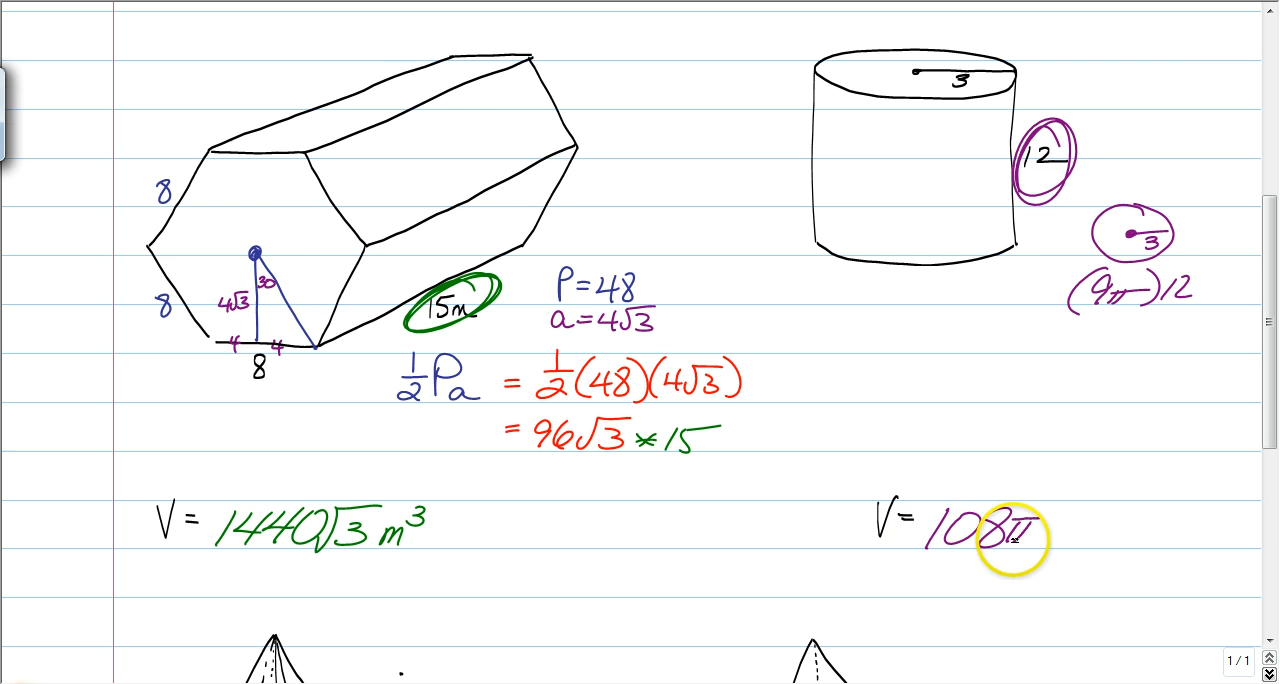 3
12
8
3
30
4√3
(9π)12
8
15m
P=48
a=4√3
4 4
8
½Pa = ½(48)(4√3)
= 96√3 * 15
V = 1440√3 m³
V = 108π
1/1